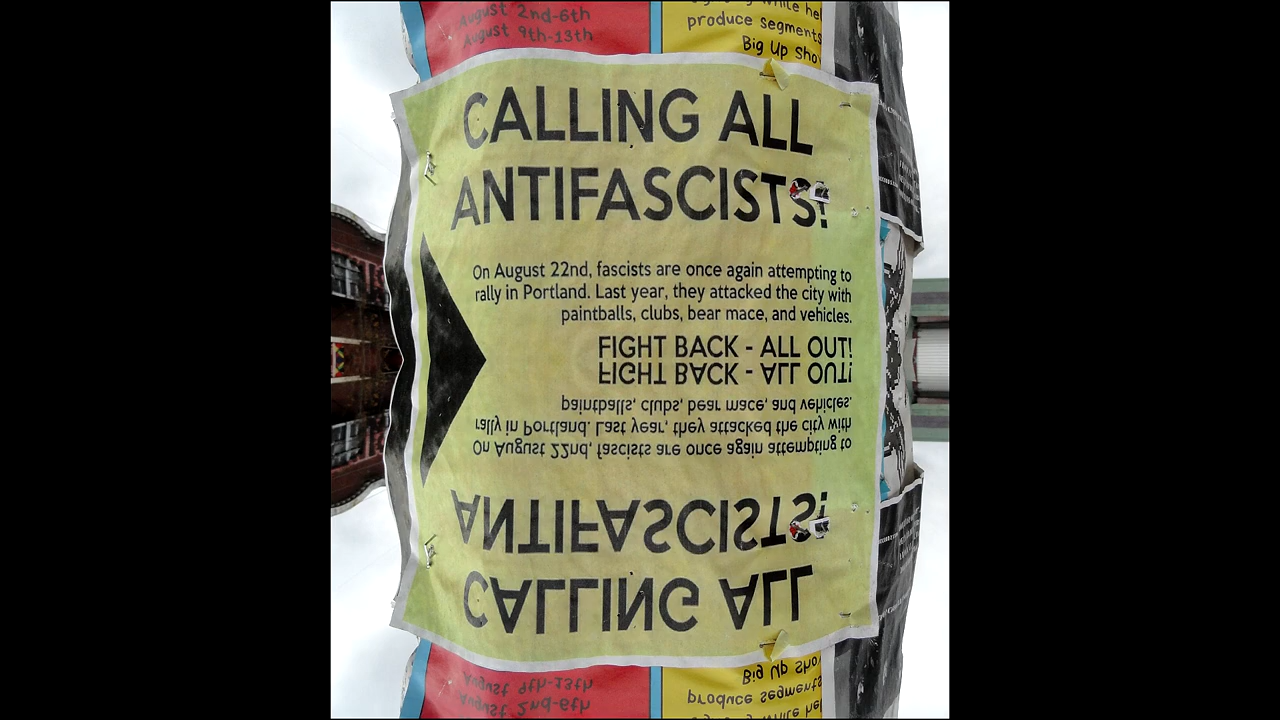 August 2nd-6th
August 9th-13th
produce segments
Big Up
CALLING ALL
ANTIFASCISTS!
On August 22nd, fascists are once again attempting to
rally in Portland. Last year, they attacked the city with
paintballs, clubs, bear mace, and vehicles.
FIGHT BACK - ALL OUT!
FIGHT BACK - ALL OUT!
paintballs, clubs, bear mace, and vehicles.
rally in Portland. Last year, they attacked the city with
On August 22nd, fascists are once again attempting to
ANTIFASCISTS!
CALLING ALL
Big Up
August 9th-13th
produce segments
August 2nd-6th